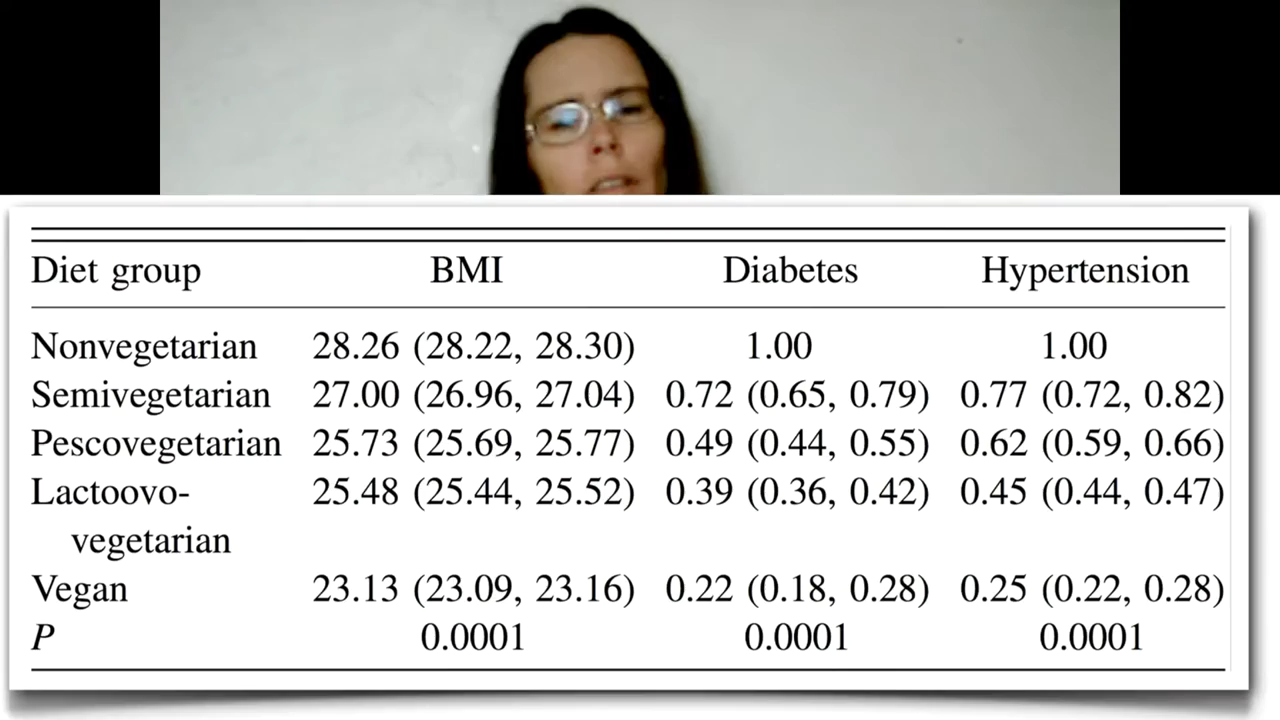 Diet group BMI Diabetes Hypertension
Nonvegetarian 28.26 (28.22, 28.30) 1.00 1.00
Semivegetarian 27.00 (26.96, 27.04) 0.72 (0.65, 0.79) 0.77 (0.72, 0.82)
Pescovegetarian 25.73 (25.69, 25.77) 0.49 (0.44, 0.55) 0.62 (0.59, 0.66)
Lactoovo- 25.48 (25.44, 25.52) 0.39 (0.36, 0.42) 0.45 (0.44, 0.47)
vegetarian
Vegan 23.13 (23.09, 23.16) 0.22 (0.18, 0.28) 0.25 (0.22, 0.28)
P 0.0001 0.0001 0.0001